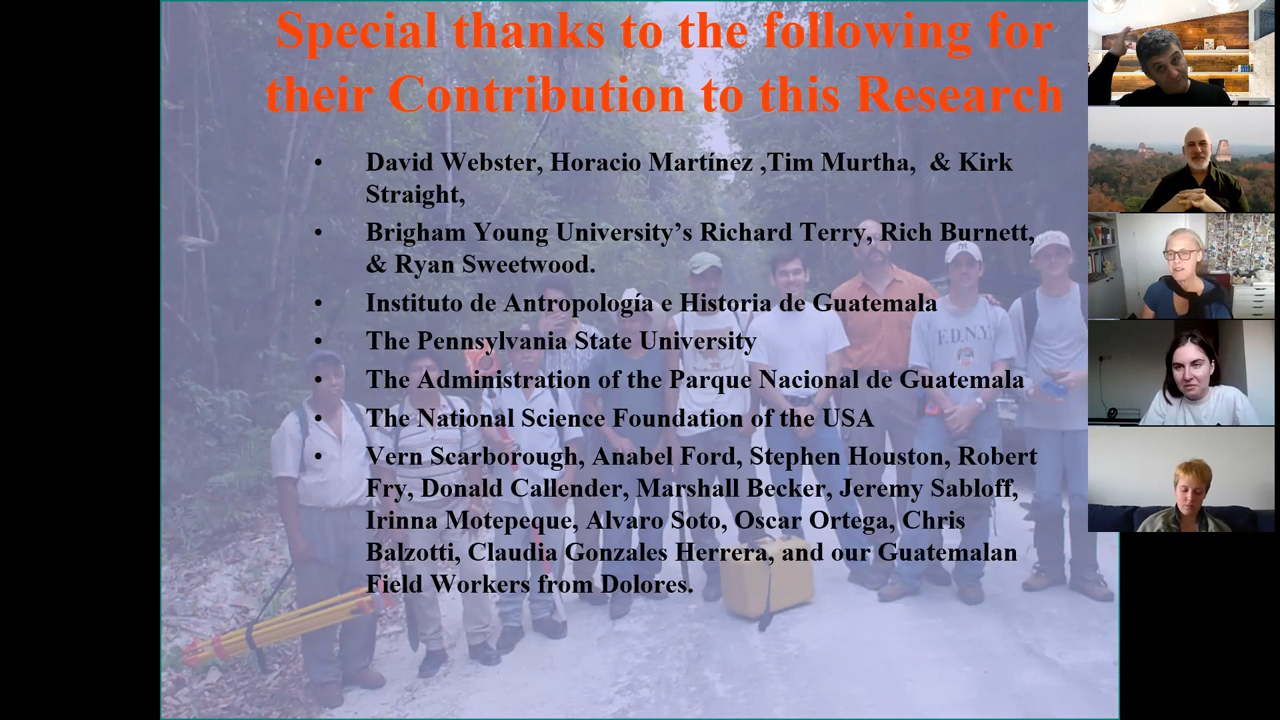 Special thanks to the following for
their Contribution to this Research
• David Webster, Horacio Martínez ,Tim Murtha, & Kirk
Straight,
• Brigham Young University’s Richard Terry, Rich Burnett,
& Ryan Sweetwood.
• Instituto de Antropología e Historia de Guatemala
• The Pennsylvania State University
• The Administration of the Parque Nacional de Guatemala
• The National Science Foundation of the USA
• Vern Scarborough, Anabel Ford, Stephen Houston, Robert
Fry, Donald Callender, Marshall Becker, Jeremy Sabloff,
Irinna Motepeque, Alvaro Soto, Oscar Ortega, Chris
Balzotti, Claudia Gonzales Herrera, and our Guatemalan
Field Workers from Dolores.
F.D.N.Y.